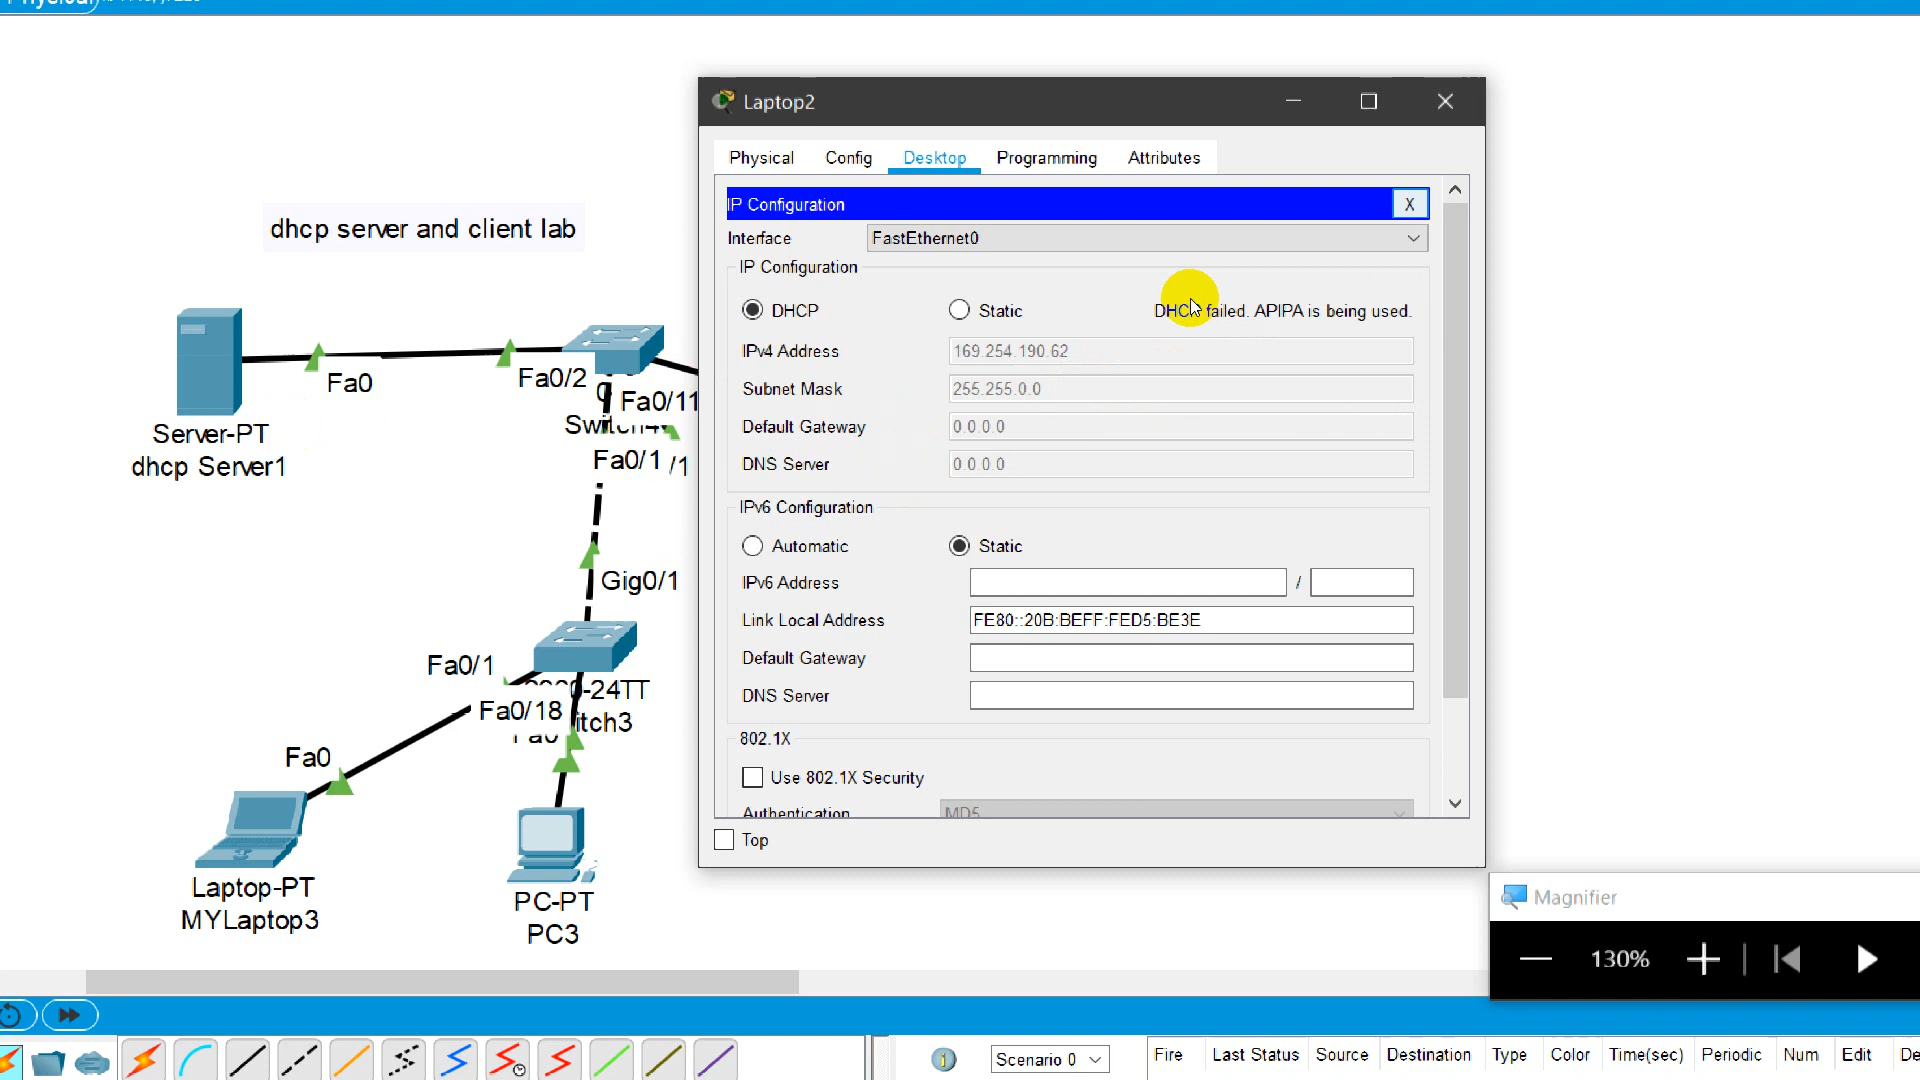 Physical
Laptop2
Physical Config Desktop Programming Attributes
IP Configuration X
Interface FastEthernet0
IP Configuration
DHCP Static DHCP failed. APIPA is being used.
IPv4 Address 169.254.190.62
Subnet Mask 255.255.0.0
Default Gateway 0.0.0.0
DNS Server 0.0.0.0
IPv6 Configuration
Automatic Static
IPv6 Address /
Link Local Address FE80::20B:BEFF:FED5:BE3E
Default Gateway
DNS Server
802.1X
Use 802.1X Security
Authentication MD5
Top
dhcp server and client lab
Fa0
Fa0/2
Fa0/11
Server-PT
dhcp Server1
Fa0/1 /1
Gig0/1
Fa0/1
-24TT
Fa0/18
Fa0
Fa0
Laptop-PT
MYLaptop3
PC-PT
PC3
Magnifier
130%
Scenario 0
Fire Last Status Source Destination Type Color Time(sec) Periodic Num Edit